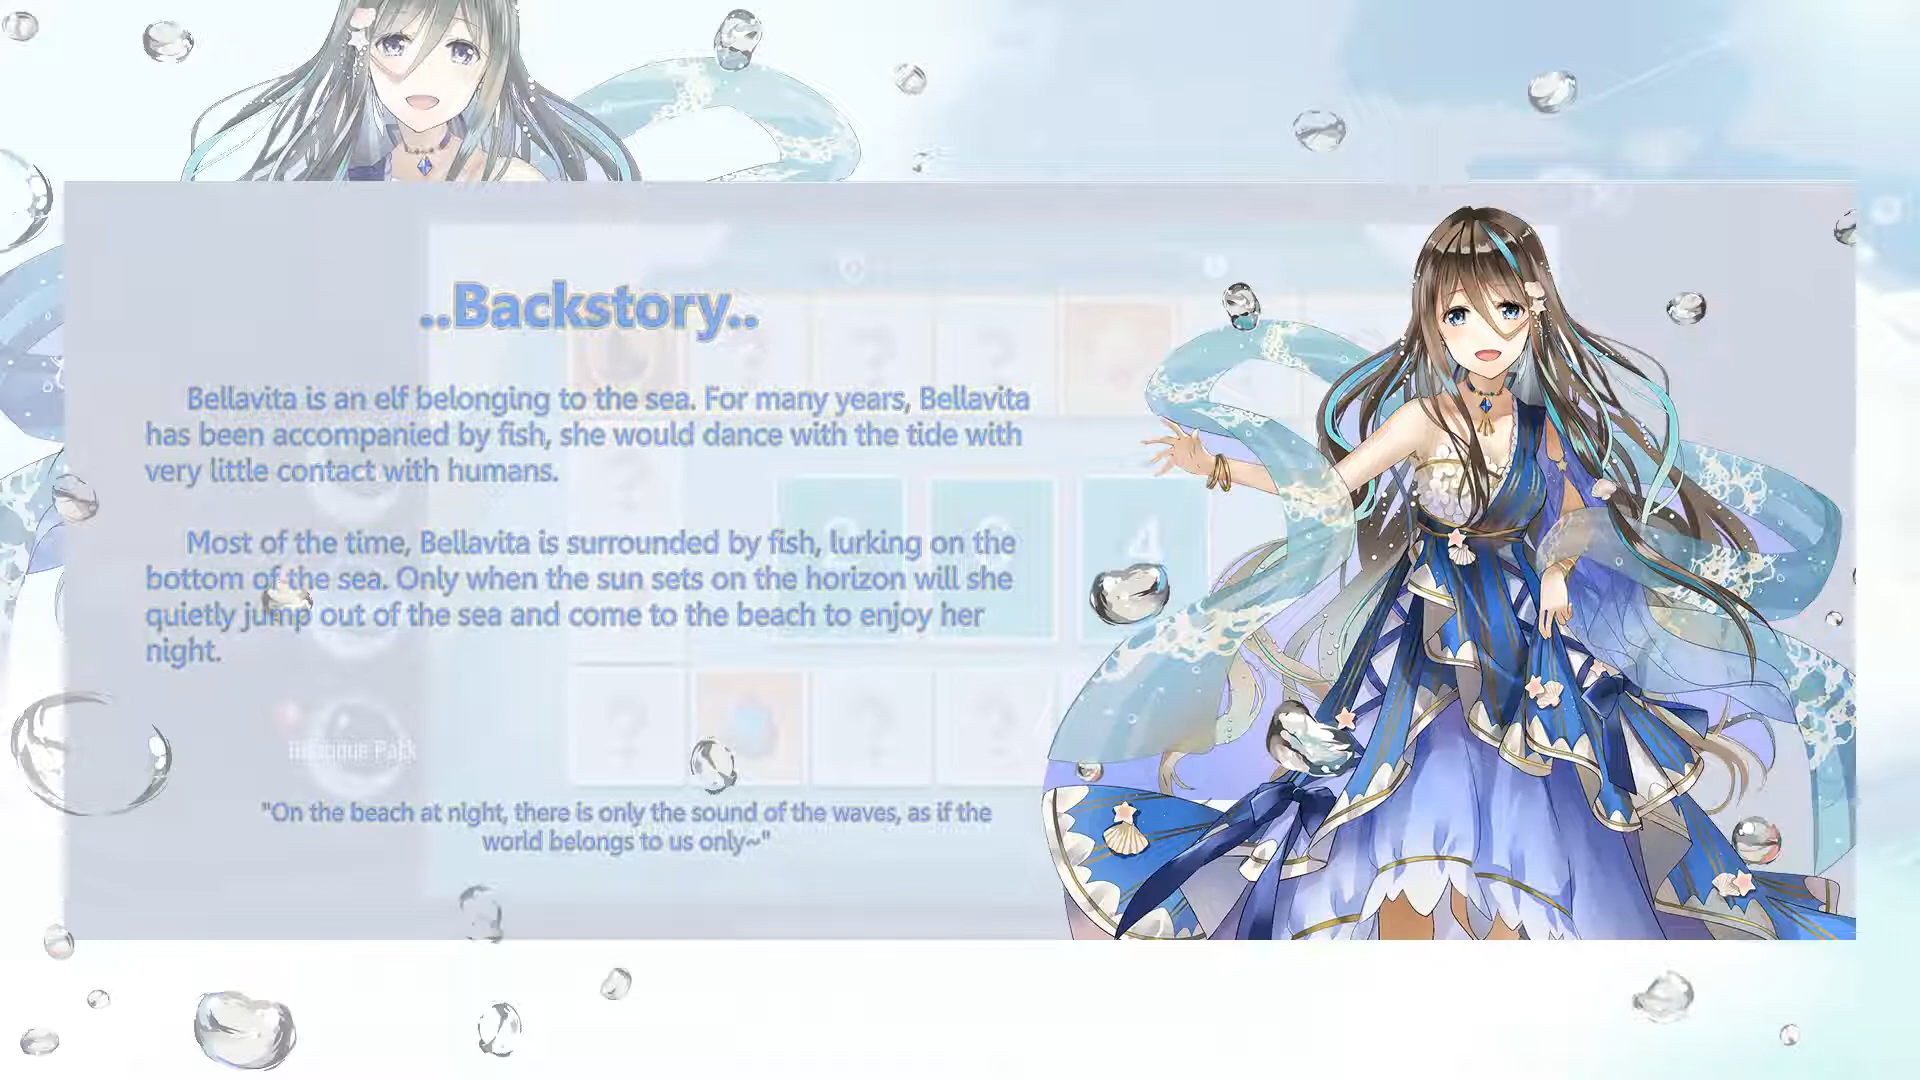 ..Backstory..
Bellavita is an elf belonging to the sea. For many years, Bellavita
has been accompanied by fish, she would dance with the tide with
very little contact with humans.
Most of the time, Bellavita is surrounded by fish, lurking on the
bottom of the sea. Only when the sun sets on the horizon will she
quietly jump out of the sea and come to the beach to enjoy her
night.
? ? ?
?
4
? ? ?
"On the beach at night, there is only the sound of the waves, as if the
world belongs to us only~"